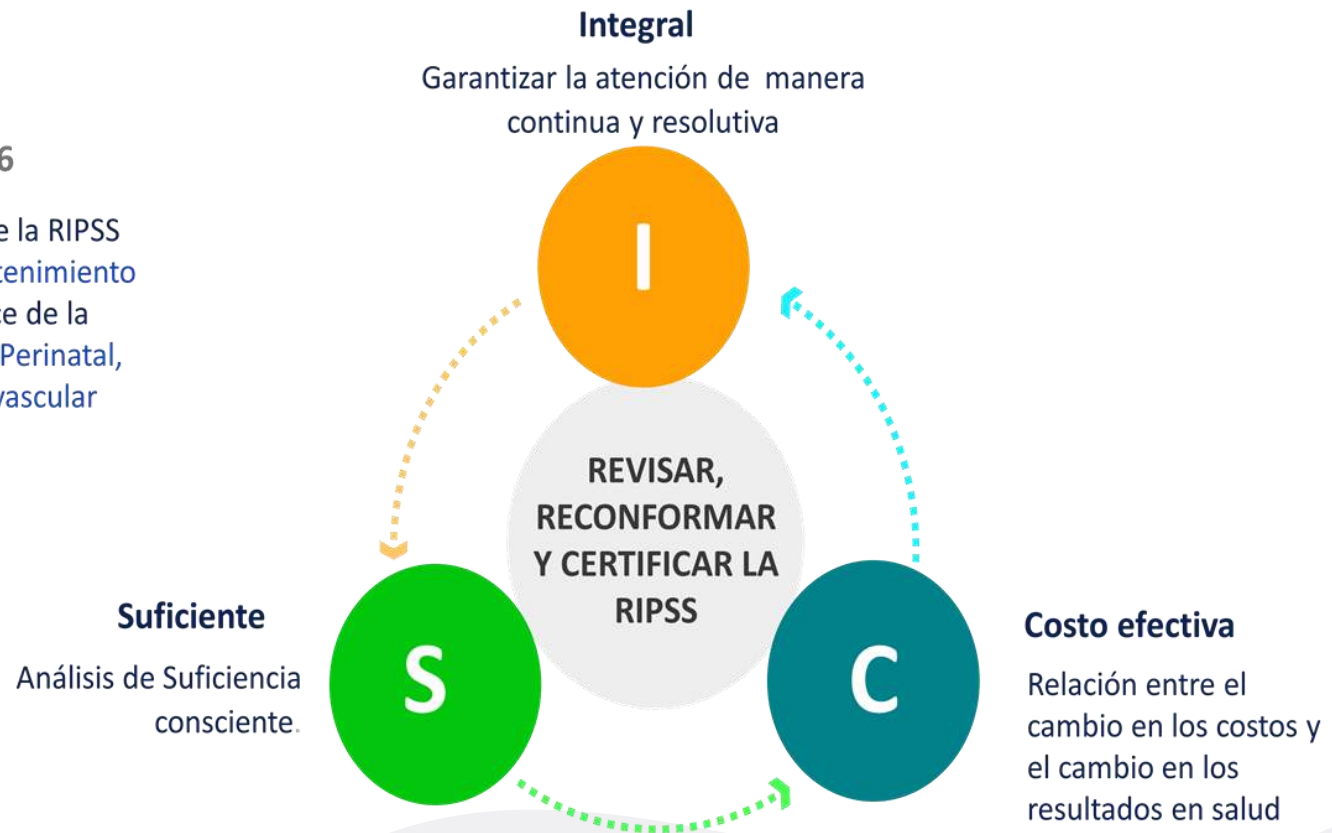 Integral
Garantizar la atención de manera
continua y resolutiva
6
e la RIPSS
tenimiento
ce de la
Perinatal,
vascular
I
REVISAR,
RECONFORMAR
Y CERTIFICAR LA
RIPSS
Suficiente
Análisis de Suficiencia
consciente.
S
C
Costo efectiva
Relación entre el
cambio en los costos y
el cambio en los
resultados en salud